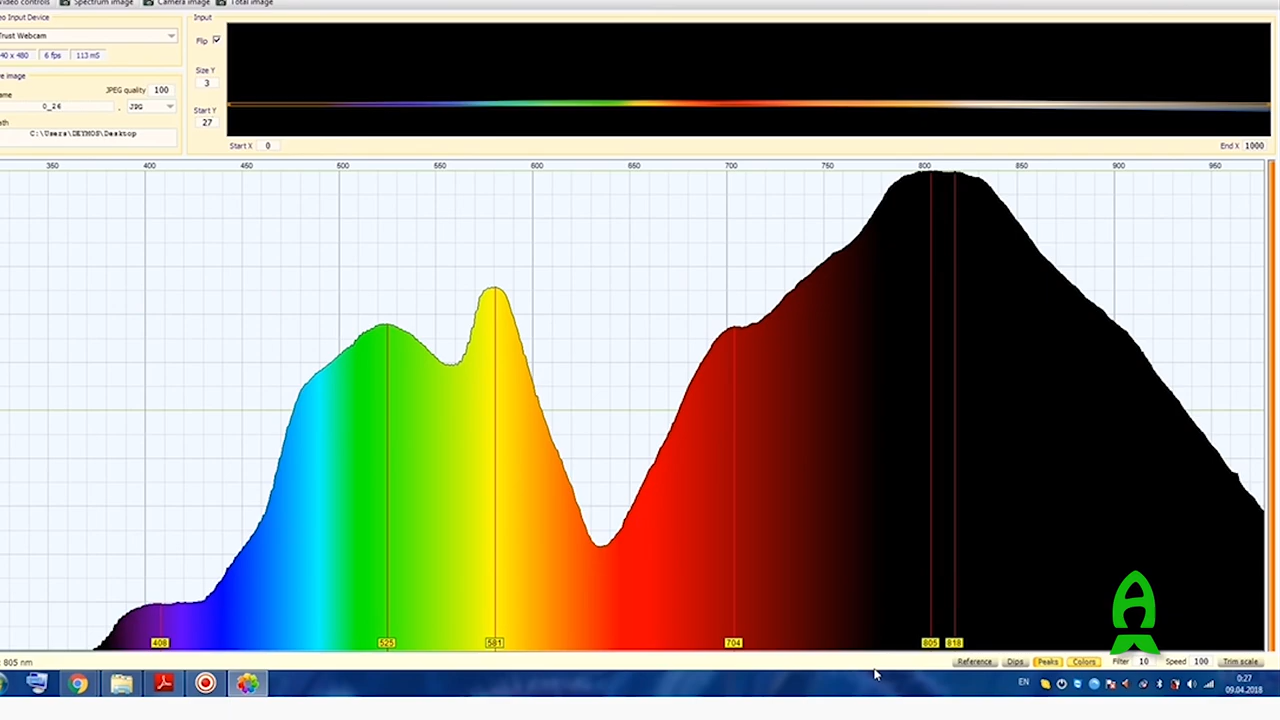 Video controls Spectrum image Camera image Total image
Video Input Device
Trust Webcam
40 x 480 6 fps 113 mS
image
JPEG quality 100
0_26 . JPG
C:\Users\DEYMOS\Desktop
Input
Flip
Size Y
3
Start Y
27
Start X 0
End X 1000
350 400 450 500 550 600 650 700 750 800 850 900 950
408 525 581 704 805 818
: 805 nm
Reference Dips Peaks Colors Filter 10 Speed 100 Trim scale
EN
0:27
09.04.2018